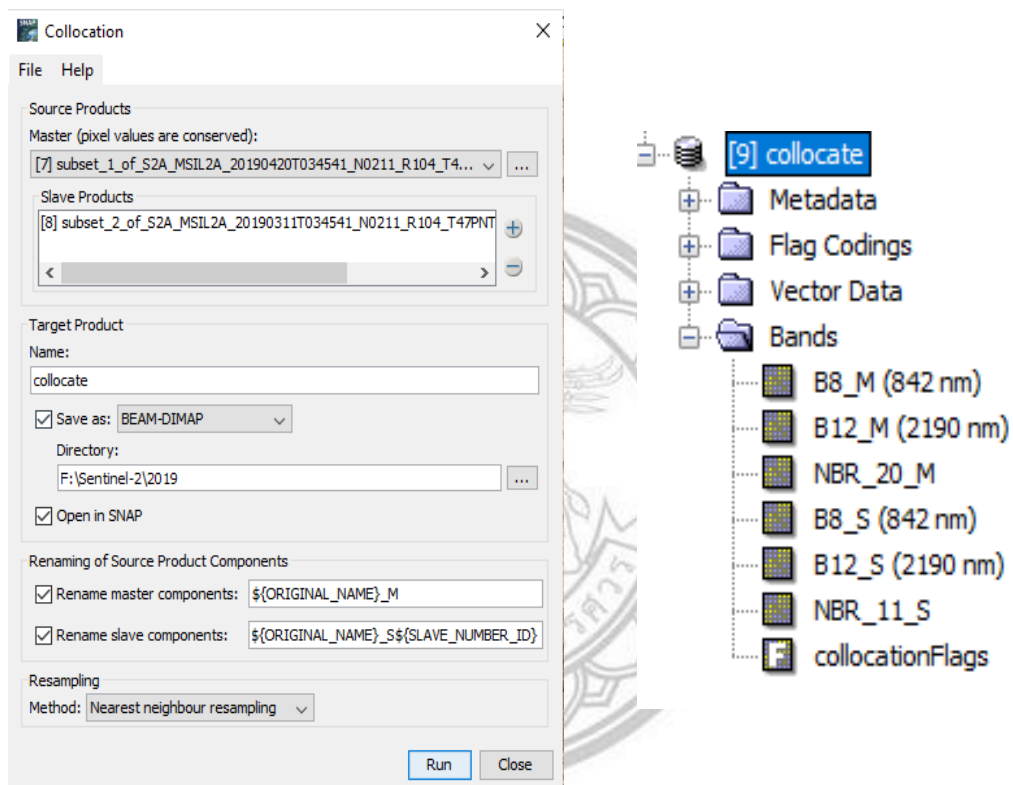 Collocation
File Help
Source Products
Master (pixel values are conserved):
[7] subset_1_of_S2A_MSIL2A_20190420T034541_N0211_R104_T4...
...
Slave Products
[8] subset_2_of_S2A_MSIL2A_20190311T034541_N0211_R104_T47PNT
Target Product
Name:
collocate
Save as: BEAM-DIMAP
Directory:
F:\Sentinel-2\2019
...
Open in SNAP
Renaming of Source Product Components
Rename master components: ${ORIGINAL_NAME}_M
Rename slave components: ${ORIGINAL_NAME}_S${SLAVE_NUMBER_ID}
Resampling
Method: Nearest neighbour resampling
Run Close
[9] collocate
Metadata
Flag Codings
Vector Data
Bands
B8_M (842 nm)
B12_M (2190 nm)
NBR_20_M
B8_S (842 nm)
B12_S (2190 nm)
NBR_11_S
collocationFlags